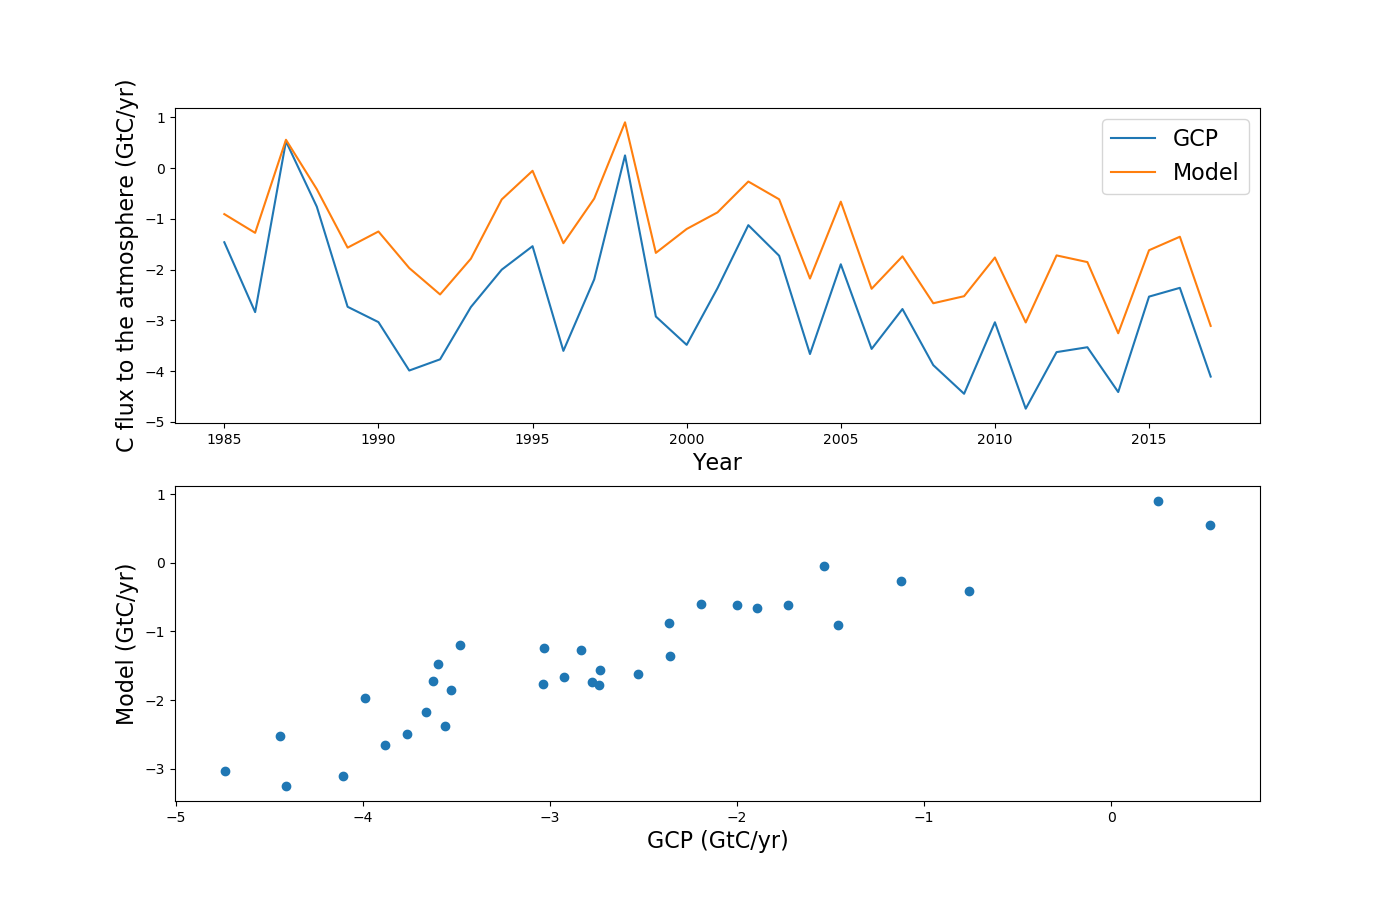 C flux to the atmosphere (GtC/yr)
1
0
−1
−2
−3
−4
−5
GCP
Model
1985 1990 1995 2000 2005 2010 2015
Year
Model (GtC/yr)
1
0
−1
−2
−3
−5 −4 −3 −2 −1 0
GCP (GtC/yr)